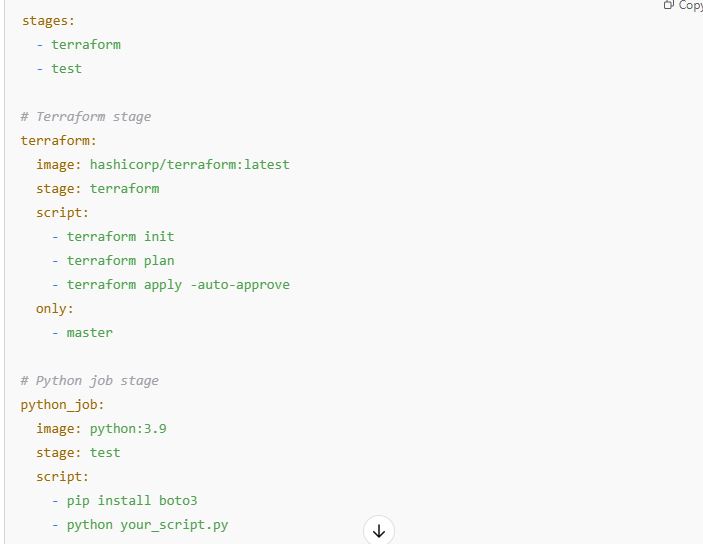 Copy
stages:
  - terraform
  - test
# Terraform stage
terraform:
  image: hashicorp/terraform:latest
  stage: terraform
  script:
    - terraform init
    - terraform plan
    - terraform apply -auto-approve
  only:
    - master
# Python job stage
python_job:
  image: python:3.9
  stage: test
  script:
    - pip install boto3
    - python your_script.py